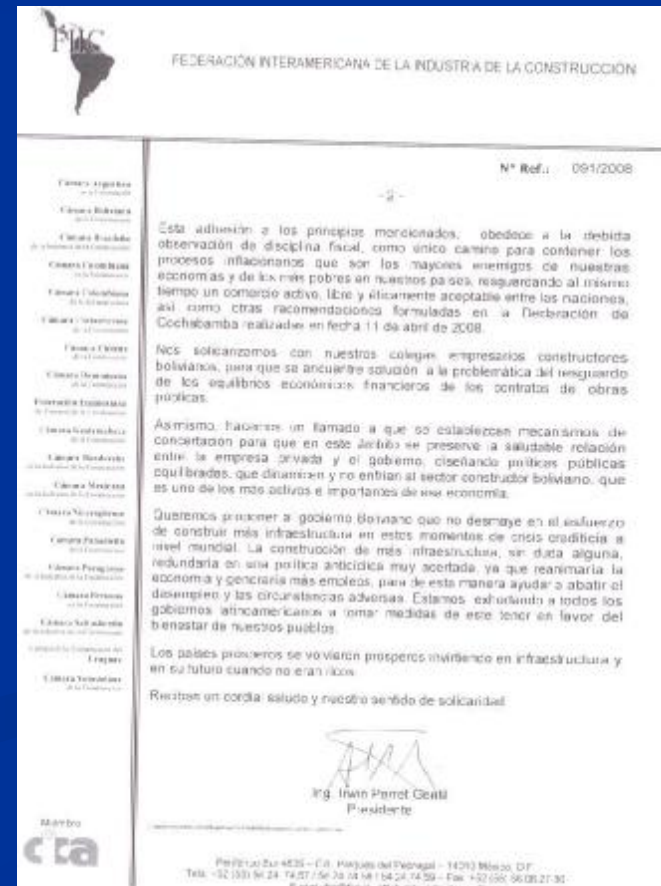 FIIC
FEDERACIÓN INTERAMERICANA DE LA INDUSTRIA DE LA CONSTRUCCIÓN
N° Ref.: 091/2008
-2-
Cámara Argentina
Cámara Boliviana
Cámara Brasileña
Cámara Colombiana
Cámara Chilena
Cámara Dominicana
Federación Ecuatoriana
Cámara Guatemalteca
Cámara Hondureña
Cámara Mexicana
Cámara Nicaragüense
Cámara Panameña
Cámara Paraguaya
Cámara Peruana
Cámara Salvadoreña
Uruguay
Cámara Venezolana
Esta adhesión a los principios mencionados, obedece a la debida
observación de disciplina fiscal, como único camino para contener los
procesos inflacionarios que son los mayores enemigos de nuestras
economías y de los más pobres en nuestros países, resguardando al mismo
tiempo un comercio activo, libre y éticamente aceptable entre las naciones,
así como otras recomendaciones formuladas en la Declaración de
Cochabamba realizadas en fecha 11 de abril de 2008.
Nos solidarizamos con nuestros colegas empresarios constructores
bolivianos, para que se encuentre solución a la problemática del resguardo
de los equilibrios económicos financieros de los contratos de obras
públicas.
Asimismo, hacemos un llamado a que se establezcan mecanismos de
concertación para que en este ámbito se preserve la saludable relación
entre la empresa privada y el gobierno, diseñando políticas públicas
equilibradas, que dinamicen y no enfríen al sector constructor boliviano, que
es uno de los más activos e importantes de esa economía.
Queremos proponer al gobierno Boliviano que no desmaye en el esfuerzo
de construir más infraestructura en estos momentos de crisis crediticia a
nivel mundial. La construcción de más infraestructura, sin duda alguna,
redundaría en una política anticíclica muy acertada, ya que reanimaría la
economía y generaría más empleos, para de esta manera ayudar a abatir el
desempleo y las circunstancias adversas. Estamos exhortando a todos los
gobiernos latinoamericanos a tomar medidas de este tenor en favor del
bienestar de nuestros pueblos.
Los países prósperos se volvieron prósperos invirtiendo en infraestructura y
en su futuro cuando no eran ricos.
Reciban un cordial saludo y nuestro sentido de solidaridad
Ing. Irwin Perret Gentil
Presidente
Miembro
Periférico Sur 4839 - Col. Parques del Pedregal - 14010 México, D.F.